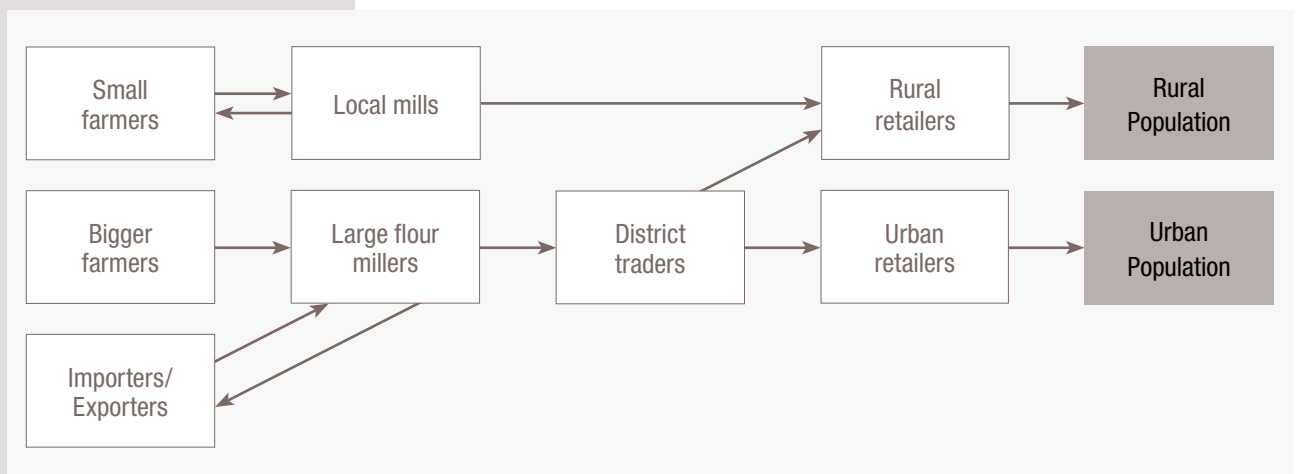 Small
farmers
Local mills
Rural
retailers
Rural
Population
Bigger
farmers
Large flour
millers
District
traders
Urban
retailers
Urban
Population
Importers/
Exporters